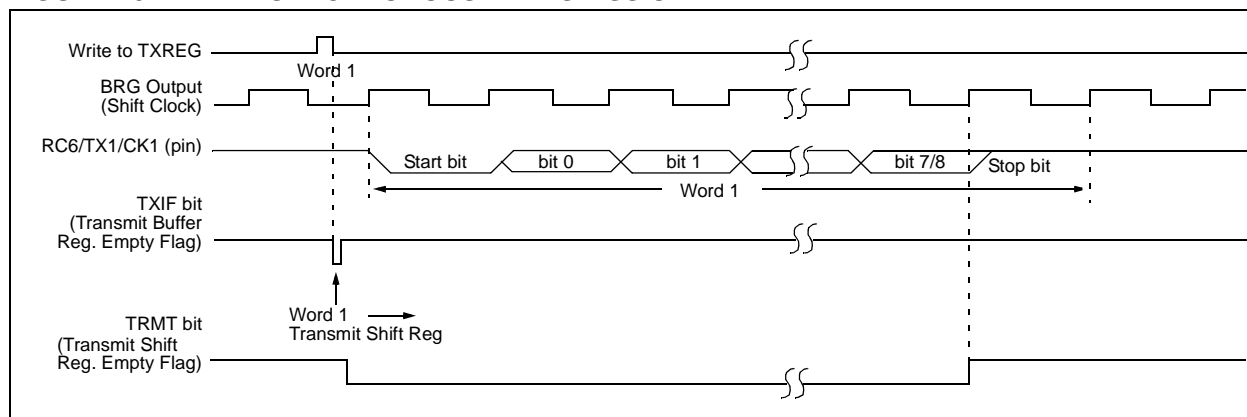 Write to TXREG
Word 1
BRG Output
(Shift Clock)
RC6/TX1/CK1 (pin)
Start bit
bit 0
bit 1
bit 7/8
Stop bit
Word 1
TXIF bit
(Transmit Buffer
Reg. Empty Flag)
Word 1
Transmit Shift Reg
TRMT bit
(Transmit Shift
Reg. Empty Flag)